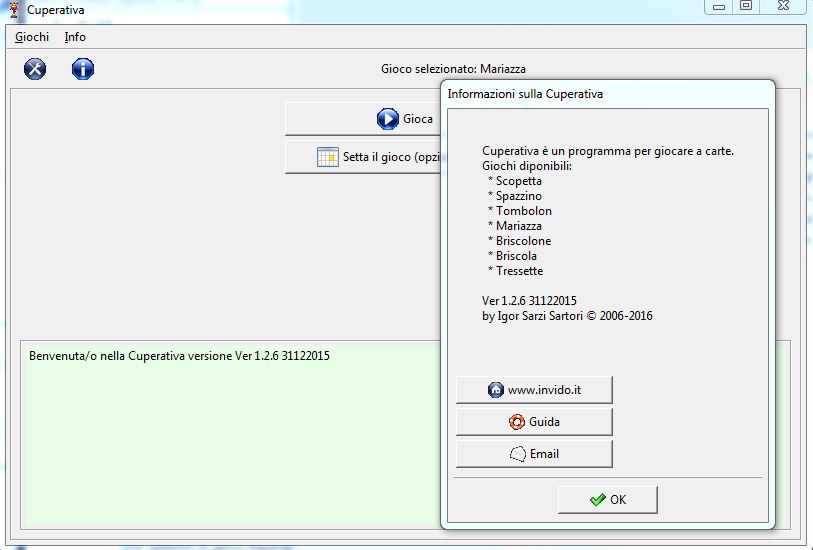 Cuperativa
Giochi Info
Gioco selezionato: Mariazza
Gioca
Setta il gioco (opzi
Benvenuta/o nella Cuperativa versione Ver 1.2.6 31122015
Informazioni sulla Cuperativa
Cuperativa è un programma per giocare a carte.
Giochi diponibili:
* Scopetta
* Spazzino
* Tombolon
* Mariazza
* Briscolone
* Briscola
* Tressette
Ver 1.2.6 31122015
by Igor Sarzi Sartori © 2006-2016
www.invido.it
Guida
Email
OK